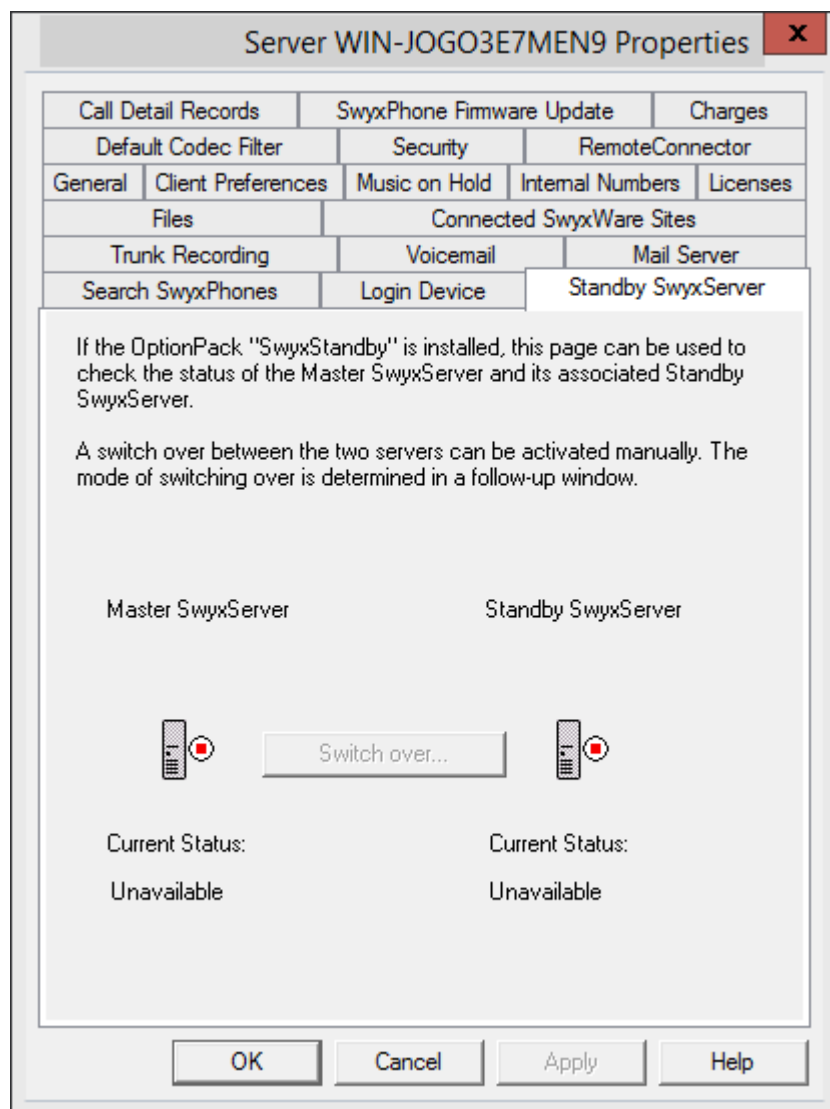 Server WIN-JOGO3E7MEN9 Properties x
Call Detail Records SwyxPhone Firmware Update Charges
Default Codec Filter Security RemoteConnector
General Client Preferences Music on Hold Internal Numbers Licenses
Files Connected SwyxWare Sites
Trunk Recording Voicemail Mail Server
Search SwyxPhones Login Device Standby SwyxServer
If the OptionPack "SwyxStandby" is installed, this page can be used to
check the status of the Master SwyxServer and its associated Standby
SwyxServer.
A switch over between the two servers can be activated manually. The
mode of switching over is determined in a follow-up window.
Master SwyxServer Standby SwyxServer
Switch over...
Current Status: Current Status:
Unavailable Unavailable
OK Cancel Apply Help